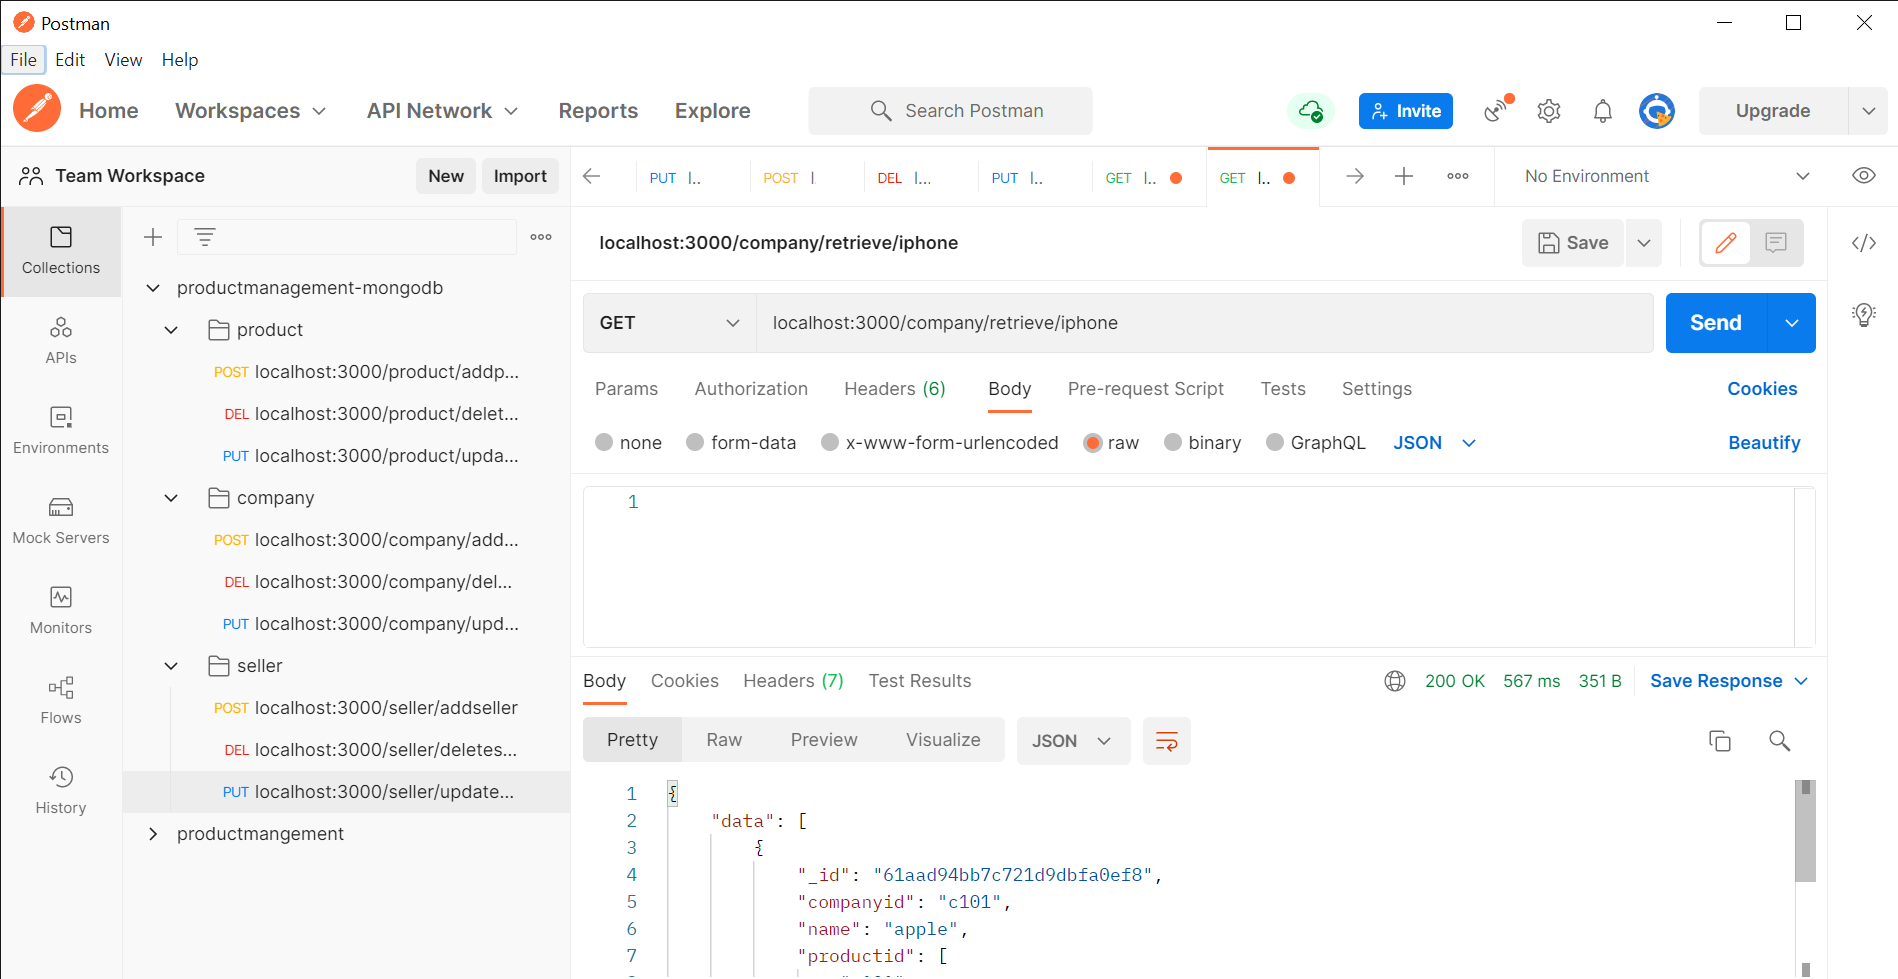 Postman
File Edit View Help
Home Workspaces API Network Reports Explore Search Postman Invite Upgrade
Team Workspace New Import PUT l.. POST l DEL l... PUT l.. GET l.. GET l.. No Environment
Collections
APIs
Environments
Mock Servers
Monitors
Flows
History
productmanagement-mongodb
product
POST localhost:3000/product/addp...
DEL localhost:3000/product/delet...
PUT localhost:3000/product/upda...
company
POST localhost:3000/company/add...
DEL localhost:3000/company/del...
PUT localhost:3000/company/upd...
seller
POST localhost:3000/seller/addseller
DEL localhost:3000/seller/deletes...
PUT localhost:3000/seller/update...
productmangement
localhost:3000/company/retrieve/iphone Save
GET localhost:3000/company/retrieve/iphone Send
Params Authorization Headers (6) Body Pre-request Script Tests Settings Cookies
none form-data x-www-form-urlencoded raw binary GraphQL JSON Beautify
1
Body Cookies Headers (7) Test Results 200 OK 567 ms 351 B Save Response
Pretty Raw Preview Visualize JSON
1 {
2 "data": [
3 {
4 "_id": "61aad94bb7c721d9dbfa0ef8",
5 "companyid": "c101",
6 "name": "apple",
7 "productid": [